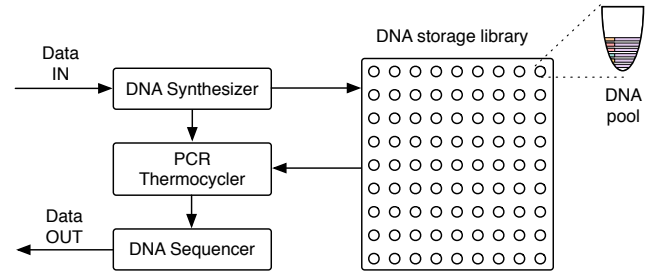 Data
IN
DNA Synthesizer
PCR
Thermocycler
Data
OUT
DNA Sequencer
DNA storage library
DNA
pool